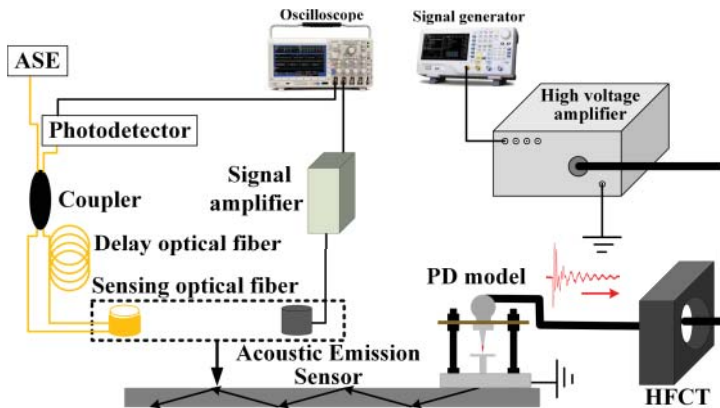 Oscilloscope
Signal generator
ASE
High voltage
amplifier
Photodetector
Signal
amplifier
Coupler
Delay optical fiber
PD model
Sensing optical fiber
Acoustic Emission
Sensor
HFCT